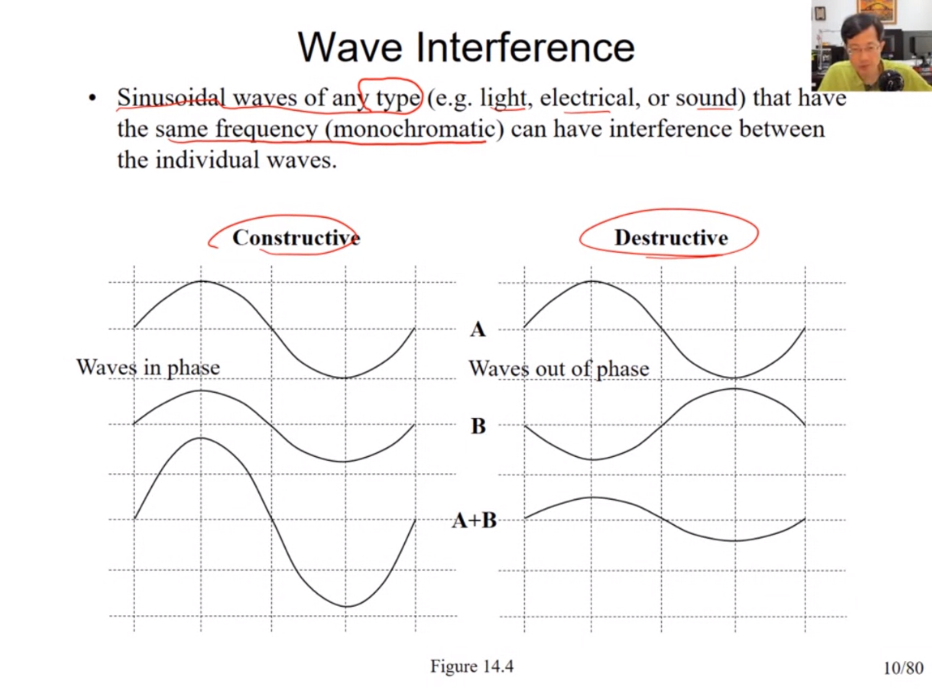 Wave Interference
• Sinusoidal waves of any type (e.g. light, electrical, or sound) that have
the same frequency (monochromatic) can have interference between
the individual waves.
Constructive
Destructive
A
Waves in phase
Waves out of phase
B
A+B
Figure 14.4
10/80